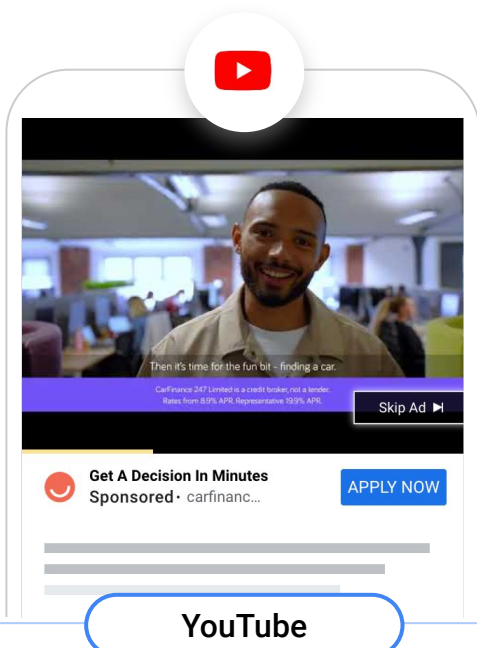 Then it's time for the fun bit - finding a car.
CarFinance 247 Limited is a credit broker, not a lender.
Rates from 8.9% APR. Representative 19.9% APR.
Skip Ad
Get A Decision In Minutes
Sponsored · carfinanc...
APPLY NOW
YouTube